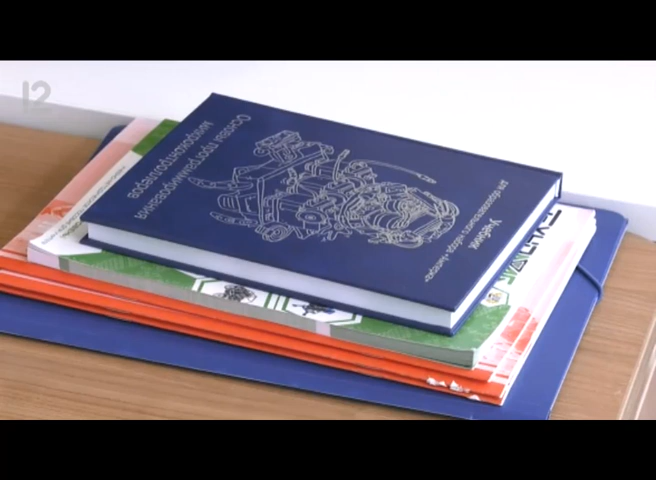 12
Основы программирования
микроконтроллеров
Учебник
для образовательного набора «Амперка»